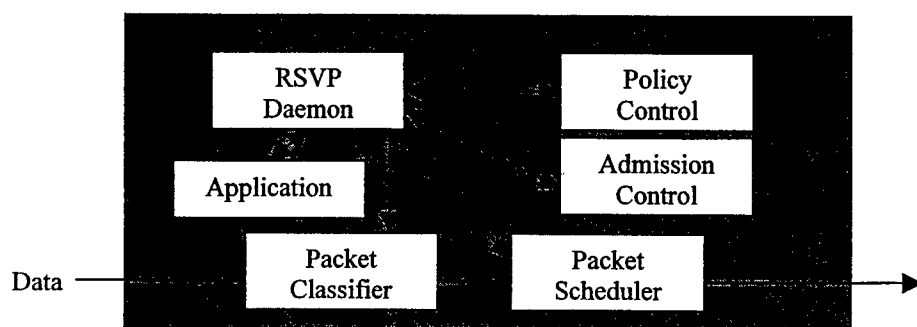 RSVP
Daemon
Policy
Control
Application
Admission
Control
Data
Packet
Classifier
Packet
Scheduler